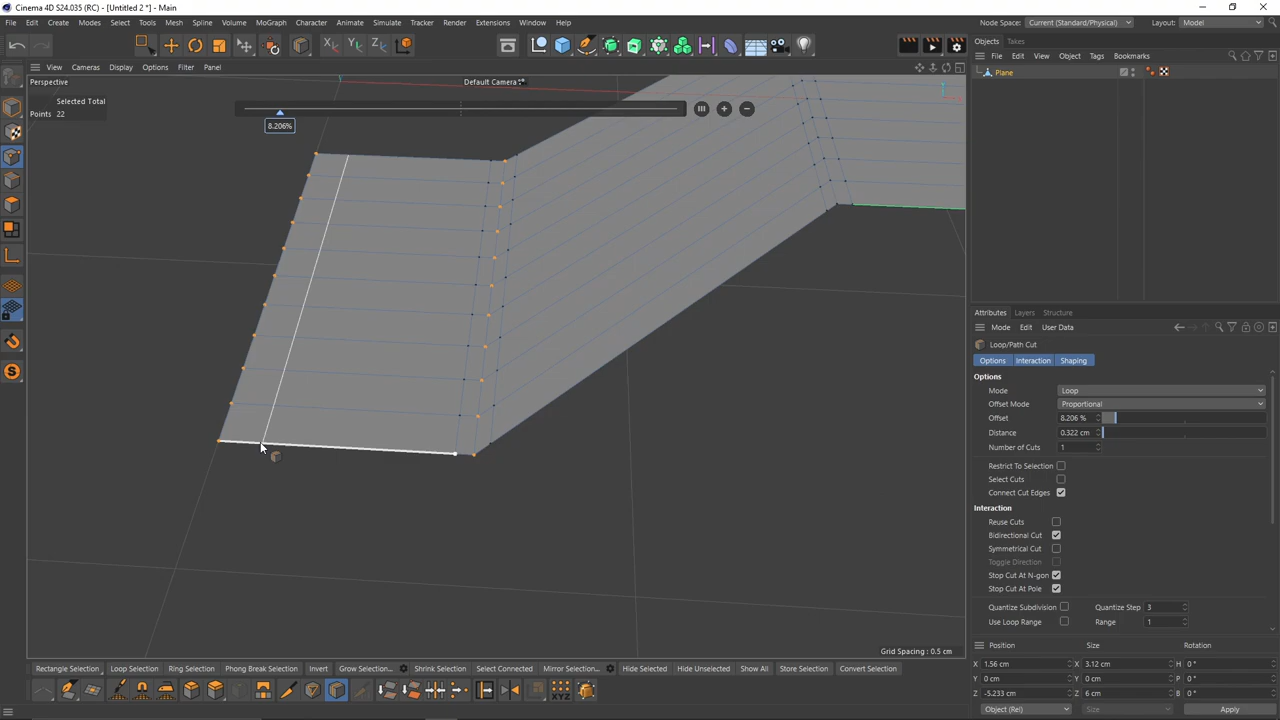 Cinema 4D S24.035 (RC) - [Untitled 2 *] - Main
File Edit Create Modes Select Tools Mesh Spline Volume MoGraph Character Animate Simulate Tracker Render Extensions Window Help Node Space: Current (Standard/Physical) Layout: Model
Objects Takes
View Cameras Display Options Filter Panel
File Edit View Object Tags Bookmarks
Perspective
Default Camera
Plane
Selected Total
Points 22
8.206%
Attributes Layers Structure
Mode Edit User Data
Loop/Path Cut
Options Interaction Shaping
Options
Mode Loop
Offset Mode Proportional
Offset 8.206 %
Distance 0.322 cm
Number of Cuts 1
Restrict To Selection
Select Cuts
Connect Cut Edges
Interaction
Reuse Cuts
Bidirectional Cut
Symmetrical Cut
Toggle Direction
Stop Cut At N-gon
Stop Cut At Pole
Quantize Subdivision Quantize Step 3
Use Loop Range Range 1
Grid Spacing : 0.5 cm
Position Size Rotation
X 1.56 cm X 3.12 cm H 0 °
Y 0 cm Y 0 cm P 0 °
Z -5.233 cm Z 6 cm B 0 °
Object (Rel) Size Apply
Rectangle Selection Loop Selection Ring Selection Phong Break Selection Invert Grow Selection... Shrink Selection Select Connected Mirror Selection... Hide Selected Hide Unselected Show All Store Selection Convert Selection
XYZ